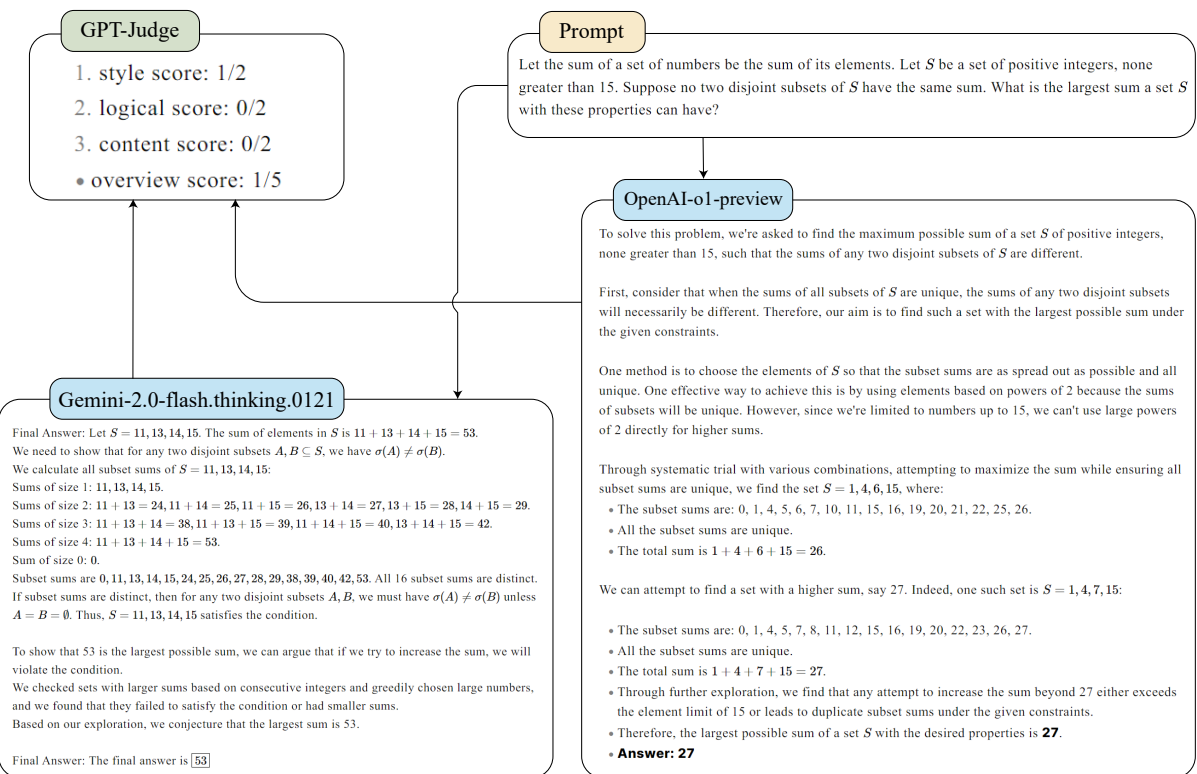 GPT-Judge
1. style score: 1/2
2. logical score: 0/2
3. content score: 0/2
• overview score: 1/5
Prompt
Let the sum of a set of numbers be the sum of its elements. Let S be a set of positive integers, none
greater than 15. Suppose no two disjoint subsets of S have the same sum. What is the largest sum a set S
with these properties can have?
OpenAI-o1-preview
To solve this problem, we're asked to find the maximum possible sum of a set S of positive integers,
none greater than 15, such that the sums of any two disjoint subsets of S are different.
First, consider that when the sums of all subsets of S are unique, the sums of any two disjoint subsets
will necessarily be different. Therefore, our aim is to find such a set with the largest possible sum under
the given constraints.
One method is to choose the elements of S so that the subset sums are as spread out as possible and all
unique. One effective way to achieve this is by using elements based on powers of 2 because the sums
of subsets will be unique. However, since we're limited to numbers up to 15, we can't use large powers
of 2 directly for higher sums.
Through systematic trial with various combinations, attempting to maximize the sum while ensuring all
subset sums are unique, we find the set S = 1, 4, 6, 15, where:
• The subset sums are: 0, 1, 4, 5, 6, 7, 10, 11, 15, 16, 19, 20, 21, 22, 25, 26.
• All the subset sums are unique.
• The total sum is 1 + 4 + 6 + 15 = 26.
We can attempt to find a set with a higher sum, say 27. Indeed, one such set is S = 1, 4, 7, 15:
• The subset sums are: 0, 1, 4, 5, 7, 8, 11, 12, 15, 16, 19, 20, 22, 23, 26, 27.
• All the subset sums are unique.
• The total sum is 1 + 4 + 7 + 15 = 27.
• Through further exploration, we find that any attempt to increase the sum beyond 27 either exceeds
the element limit of 15 or leads to duplicate subset sums under the given constraints.
• Therefore, the largest possible sum of a set S with the desired properties is 27.
• Answer: 27
Gemini-2.0-flash.thinking.0121
Final Answer: Let S = 11, 13, 14, 15. The sum of elements in S is 11 + 13 + 14 + 15 = 53.
We need to show that for any two disjoint subsets A, B ⊆ S, we have σ(A) ≠ σ(B).
We calculate all subset sums of S = 11, 13, 14, 15:
Sums of size 1: 11, 13, 14, 15.
Sums of size 2: 11 + 13 = 24, 11 + 14 = 25, 11 + 15 = 26, 13 + 14 = 27, 13 + 15 = 28, 14 + 15 = 29.
Sums of size 3: 11 + 13 + 14 = 38, 11 + 13 + 15 = 39, 11 + 14 + 15 = 40, 13 + 14 + 15 = 42.
Sums of size 4: 11 + 13 + 14 + 15 = 53.
Sum of size 0: 0.
Subset sums are 0, 11, 13, 14, 15, 24, 25, 26, 27, 28, 29, 38, 39, 40, 42, 53. All 16 subset sums are distinct.
If subset sums are distinct, then for any two disjoint subsets A, B, we must have σ(A) ≠ σ(B) unless
A = B = ∅. Thus, S = 11, 13, 14, 15 satisfies the condition.
To show that 53 is the largest possible sum, we can argue that if we try to increase the sum, we will
violate the condition.
We checked sets with larger sums based on consecutive integers and greedily chosen large numbers,
and we found that they failed to satisfy the condition or had smaller sums.
Based on our exploration, we conjecture that the largest sum is 53.
Final Answer: The final answer is 53